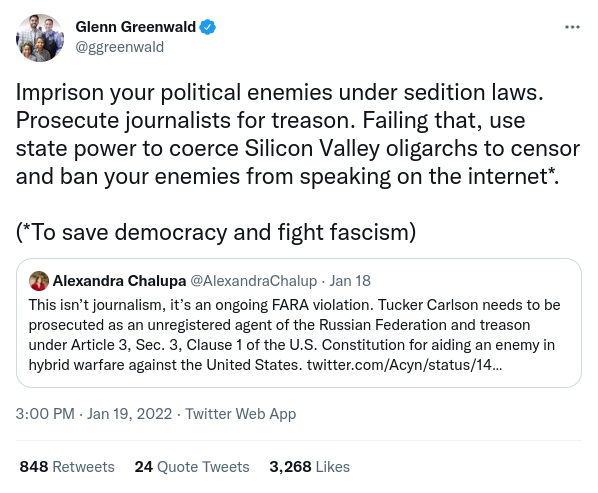 Glenn Greenwald
@ggreenwald
Imprison your political enemies under sedition laws.
Prosecute journalists for treason. Failing that, use
state power to coerce Silicon Valley oligarchs to censor
and ban your enemies from speaking on the internet*.
(*To save democracy and fight fascism)
Alexandra Chalupa @AlexandraChalup · Jan 18
This isn't journalism, it's an ongoing FARA violation. Tucker Carlson needs to be
prosecuted as an unregistered agent of the Russian Federation and treason
under Article 3, Sec. 3, Clause 1 of the U.S. Constitution for aiding an enemy in
hybrid warfare against the United States. twitter.com/Acyn/status/14...
3:00 PM · Jan 19, 2022 · Twitter Web App
848 Retweets 24 Quote Tweets 3,268 Likes